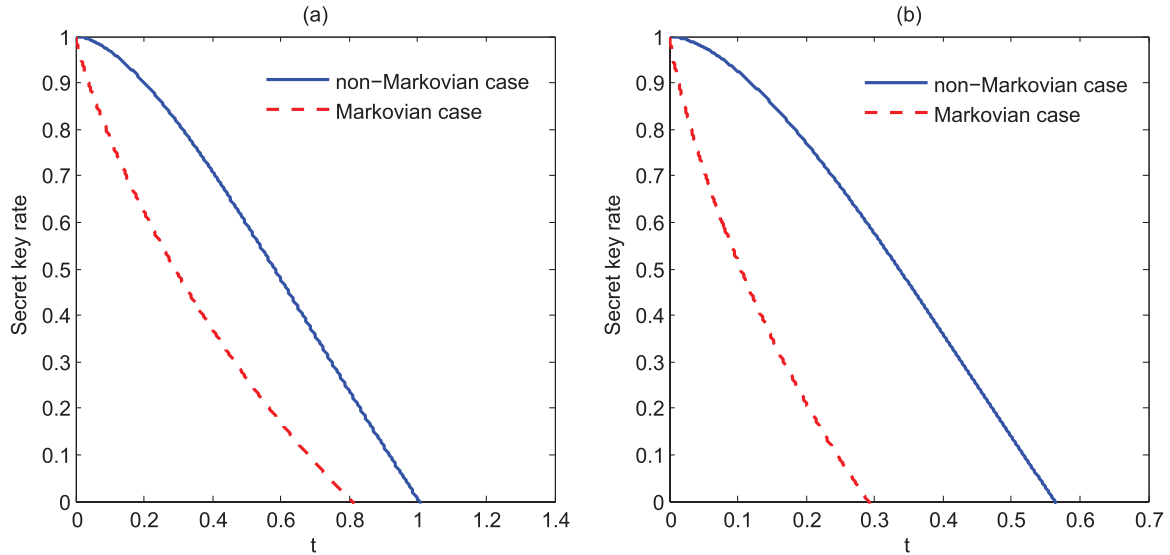 (a)
1
0.9
0.8
0.7
0.6
0.5
0.4
0.3
0.2
0.1
0
Secret key rate
non−Markovian case
Markovian case
0 0.2 0.4 0.6 0.8 1 1.2 1.4
t
(b)
1
0.9
0.8
0.7
0.6
0.5
0.4
0.3
0.2
0.1
0
Secret key rate
non−Markovian case
Markovian case
0 0.1 0.2 0.3 0.4 0.5 0.6 0.7
t